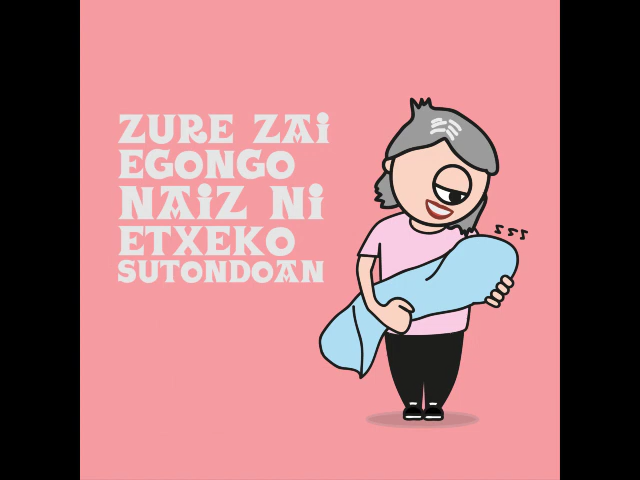 ZURE ZAi
EGONGO
NAiZ Ni
ETXEKO
SUTONDOAN